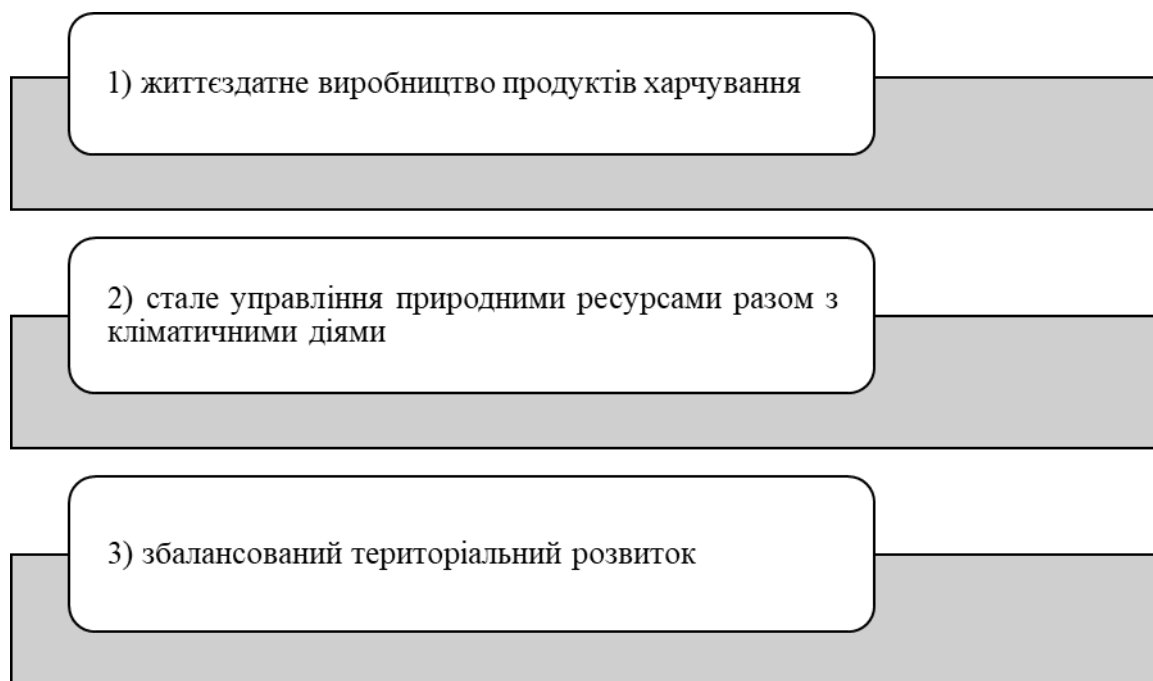 1) життєздатне виробництво продуктів харчування
2) стале управління природними ресурсами разом з
кліматичними діями
3) збалансований територіальний розвиток